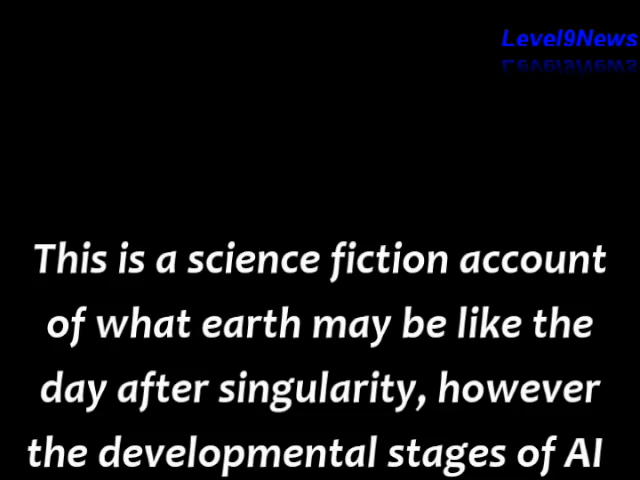 Level9News
This is a science fiction account
of what earth may be like the
day after singularity, however
the developmental stages of AI